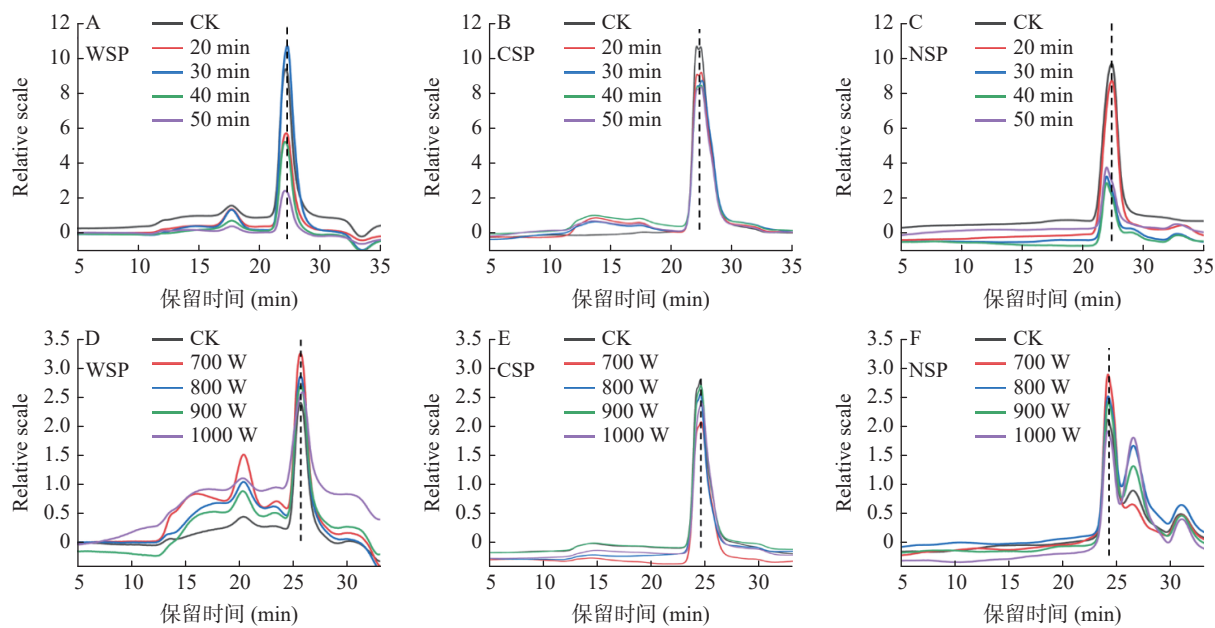 12 A CK
WSP
20 min
30 min
40 min
50 min
10
8
6
4
2
0
Relative scale
5 10 10 22 30 35
保留时间 (min)
12 B CK
CSP
20 min
30 min
40 min
50 min
10
8
6
4
2
0
Relative scale
5 10 10 22 30 35
保留时间 (min)
12 C CK
NSP
20 min
30 min
40 min
50 min
10
8
6
4
2
0
Relative scale
5 10 10 22 30 35
保留时间 (min)
3.5 D CK
WSP
700 W
800 W
900 W
1000 W
3.0
2.5
2.0
1.5
1.0
0.5
0
Relative scale
5 10 15 20 25 30
保留时间 (min)
3.5 E CK
CSP
700 W
800 W
900 W
1000 W
3.0
2.5
2.0
1.5
1.0
0.5
0
Relative scale
5 10 15 20 25 30
保留时间 (min)
3.5 F CK
NSP
700 W
800 W
900 W
1000 W
3.0
2.5
2.0
1.5
1.0
0.5
0
Relative scale
5 10 15 20 25 30
保留时间 (min)